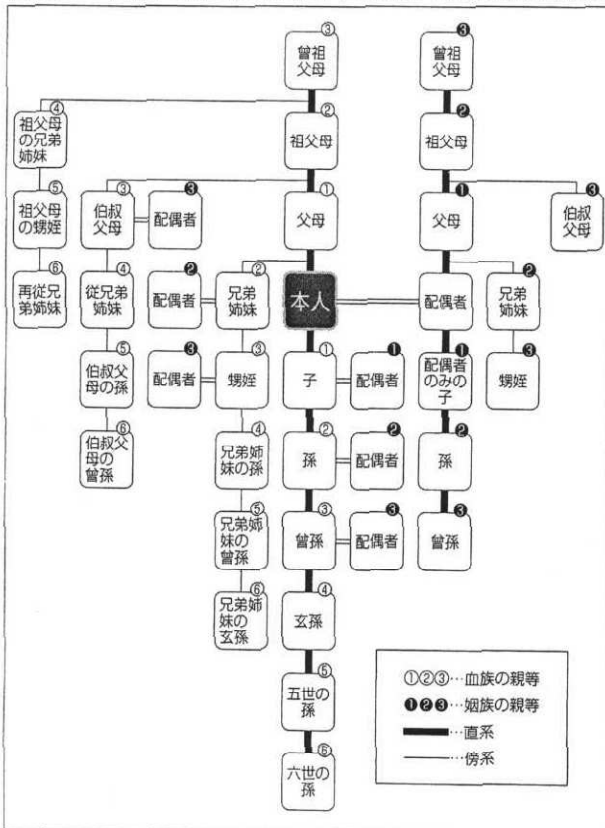 ③
曾祖
父母
❸
曾祖
父母
④
祖父母
の兄弟
姉妹
②
祖父母
❷
祖父母
⑤
祖父母
の甥姪
③
伯叔
父母
❸
配偶者
①
父母
❶
父母
❸
伯叔
父母
⑥
再従兄
弟姉妹
④
従兄弟
姉妹
❷
配偶者
②
兄弟
姉妹
本人
配偶者
❷
兄弟
姉妹
⑤
伯叔父
母の孫
❸
配偶者
③
甥姪
①
子
❶
配偶者
❶
配偶者
のみの
子
❸
甥姪
⑥
伯叔父
母の
曾孫
④
兄弟姉
妹の孫
②
孫
❷
配偶者
❷
孫
⑤
兄弟姉
妹の
曾孫
③
曾孫
❸
配偶者
❸
曾孫
⑥
兄弟姉
妹の
玄孫
④
玄孫
⑤
五世の
孫
⑥
六世の
孫
①②③…血族の親等
❶❷❸…姻族の親等
…直系
…傍系